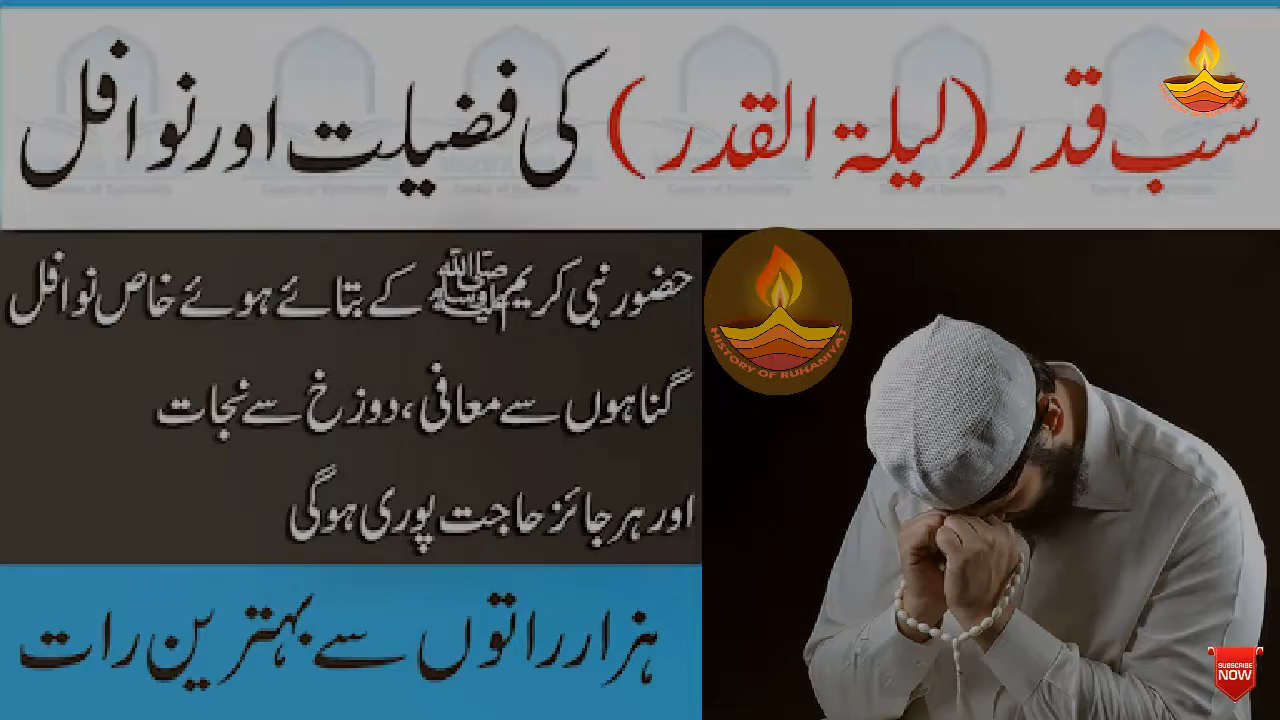 شب قدر (لیلۃ القدر) کی فضیلت اور نوافل
حضور نبی کریم ﷺ کے بتائے ہوئے خاص نوافل
گناہوں سے معافی، دوزخ سے نجات
اور ہر جائز حاجت پوری ہوگی
ہزار راتوں سے بہترین رات
HISTORY OF RUHANIYAT
SUBSCRIBE
NOW